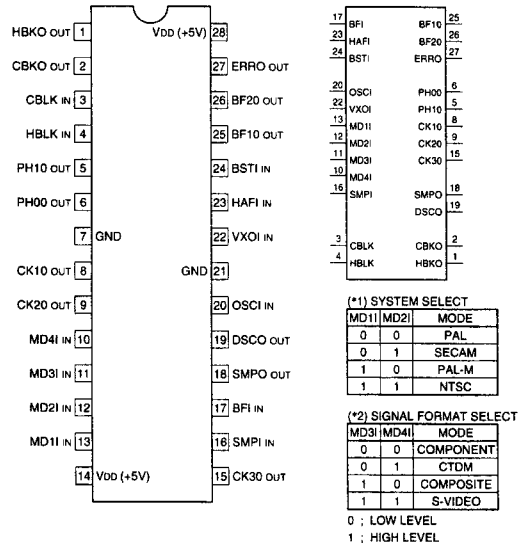 HBKO OUT 1
CBKO OUT 2
CBLK IN 3
HBLK IN 4
PH10 OUT 5
PH00 OUT 6
7 GND
CK10 OUT 8
CK20 OUT 9
MD4I IN 10
MD3I IN 11
MD2I IN 12
MD1I IN 13
14 VDD (+5V)
VDD (+5V) 28
27 ERRO OUT
26 BF20 OUT
25 BF10 OUT
24 BSTI IN
23 HAFI IN
22 VXOI IN
GND 21
20 OSCI IN
19 DSCO OUT
18 SMPO OUT
17 BFI IN
16 SMPI IN
15 CK30 OUT
17 BFI BF10 25
23 HAFI BF20 26
24 BSTI ERRO 27
20 OSCI PH00 6
22 VXOI PH10 5
13 MD1I CK10 8
12 MD2I CK20 9
11 MD3I CK30 15
10 MD4I
16 SMPI SMPO 18
DSCO 19
3 CBLK CBKO 2
4 HBLK HBKO 1
(*1) SYSTEM SELECT
MD1I MD2I MODE
0 0 PAL
0 1 SECAM
1 0 PAL-M
1 1 NTSC
(*2) SIGNAL FORMAT SELECT
MD3I MD4I MODE
0 0 COMPONENT
0 1 CTDM
1 0 COMPOSITE
1 1 S-VIDEO
0 ; LOW LEVEL
1 ; HIGH LEVEL